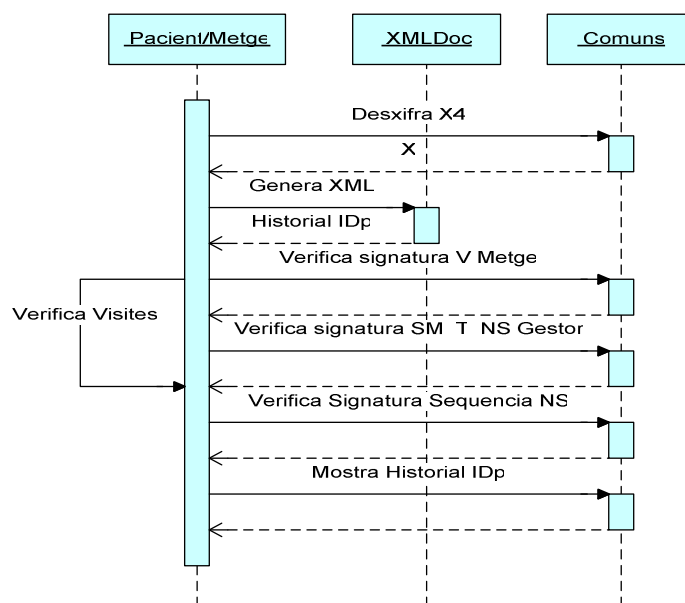 Pacient/Metge
XMLDoc
Comuns
Desxifra X4
X
Genera XML
Historial IDp
Verifica signatura V Metge
Verifica Visites
Verifica signatura SM T NS Gestor
Verifica Signatura Sequencia NS
Mostra Historial IDp